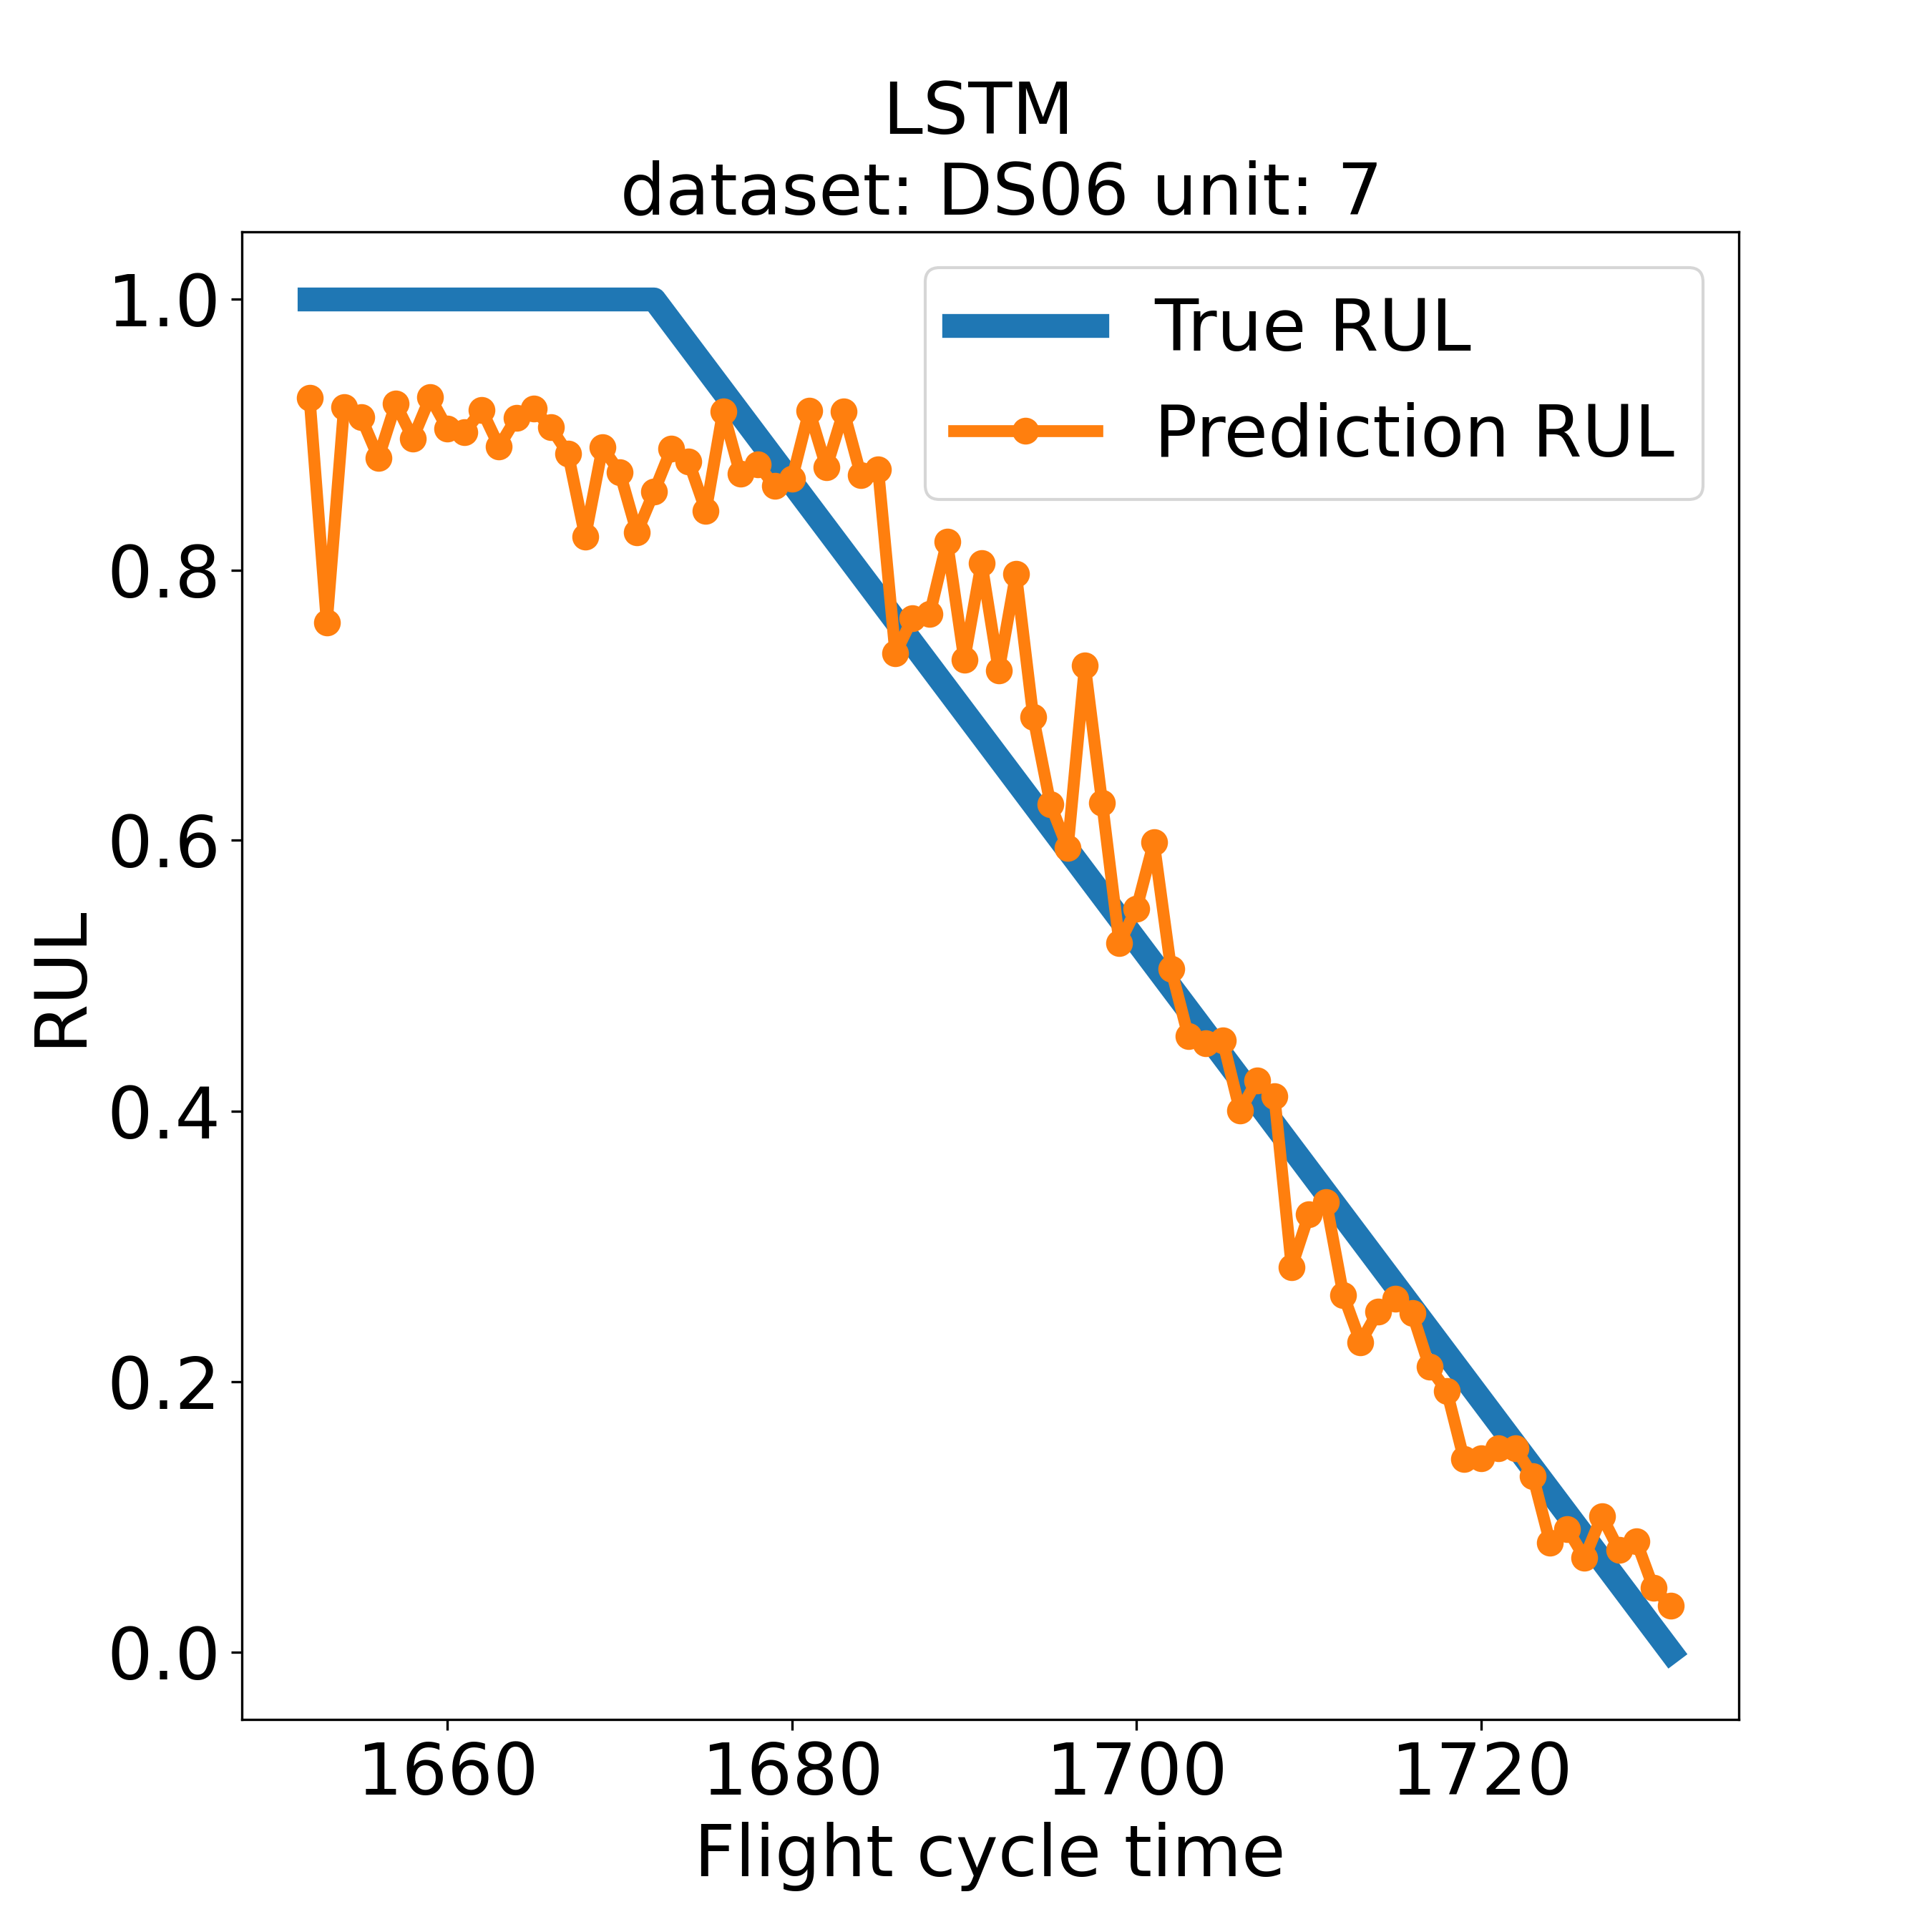 LSTM
dataset: DS06 unit: 7
True RUL
Prediction RUL
1.0
0.8
0.6
0.4
0.2
0.0
RUL
1660 1680 1700 1720
Flight cycle time